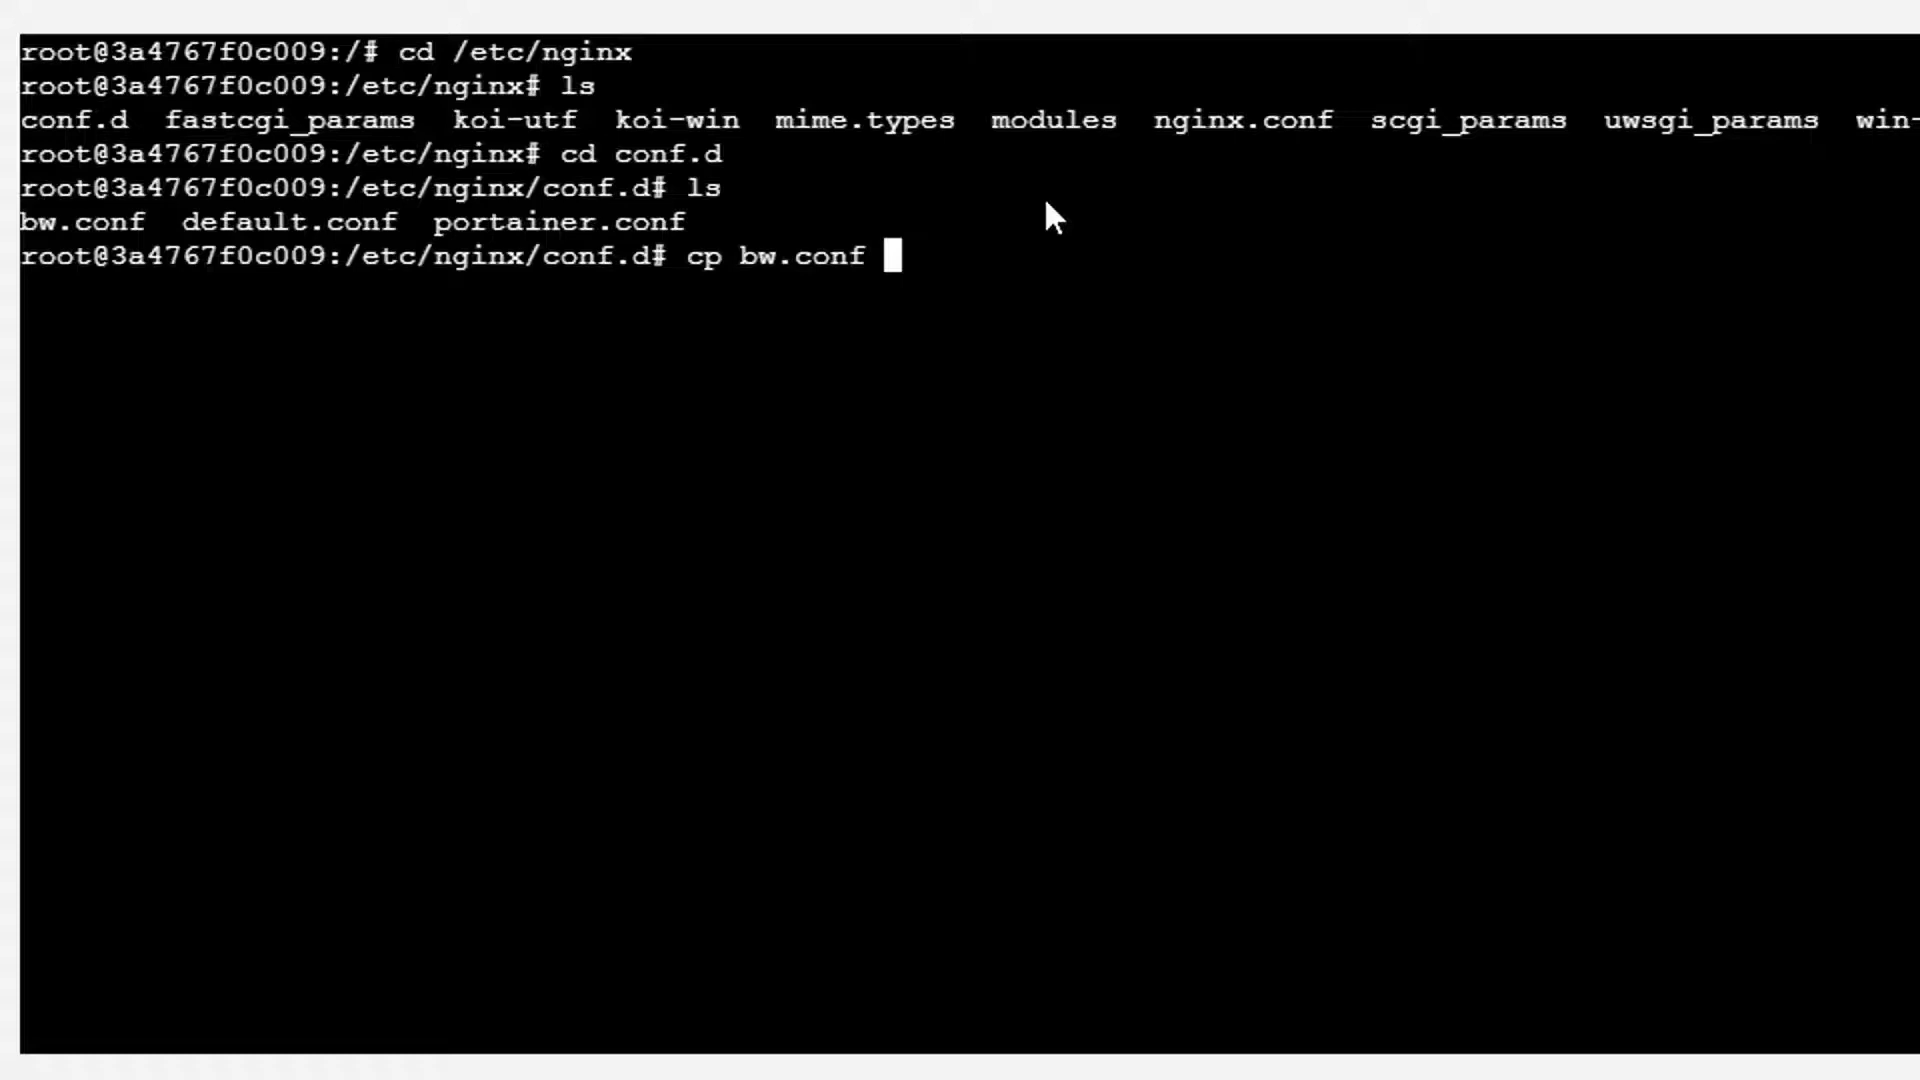 root@3a4767f0c009:/# cd /etc/nginx
root@3a4767f0c009:/etc/nginx# ls
conf.d  fastcgi_params  koi-utf  koi-win  mime.types  modules  nginx.conf  scgi_params  uwsgi_params  win-
root@3a4767f0c009:/etc/nginx# cd conf.d
root@3a4767f0c009:/etc/nginx/conf.d# ls
bw.conf  default.conf  portainer.conf
root@3a4767f0c009:/etc/nginx/conf.d# cp bw.conf